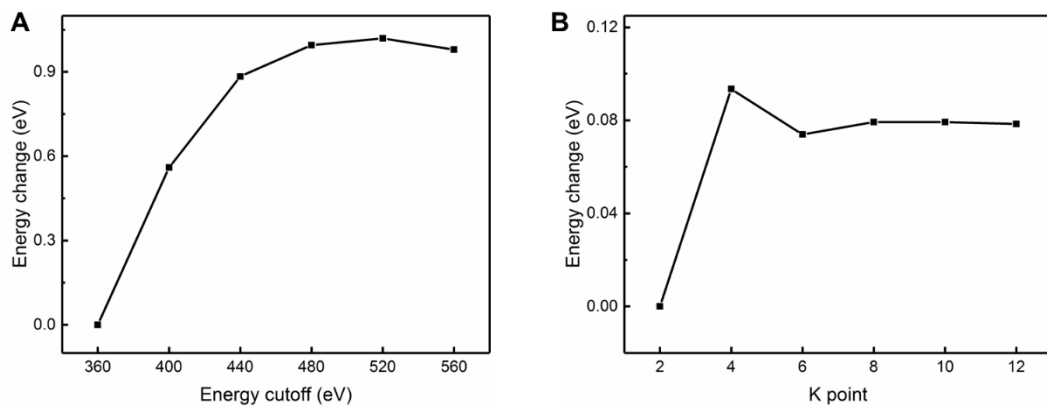 A
Energy change (eV)
0.9
0.6
0.3
0.0
360 400 440 480 520 560
Energy cutoff (eV)
B
Energy change (eV)
0.12
0.08
0.04
0.00
2 4 6 8 10 12
K point